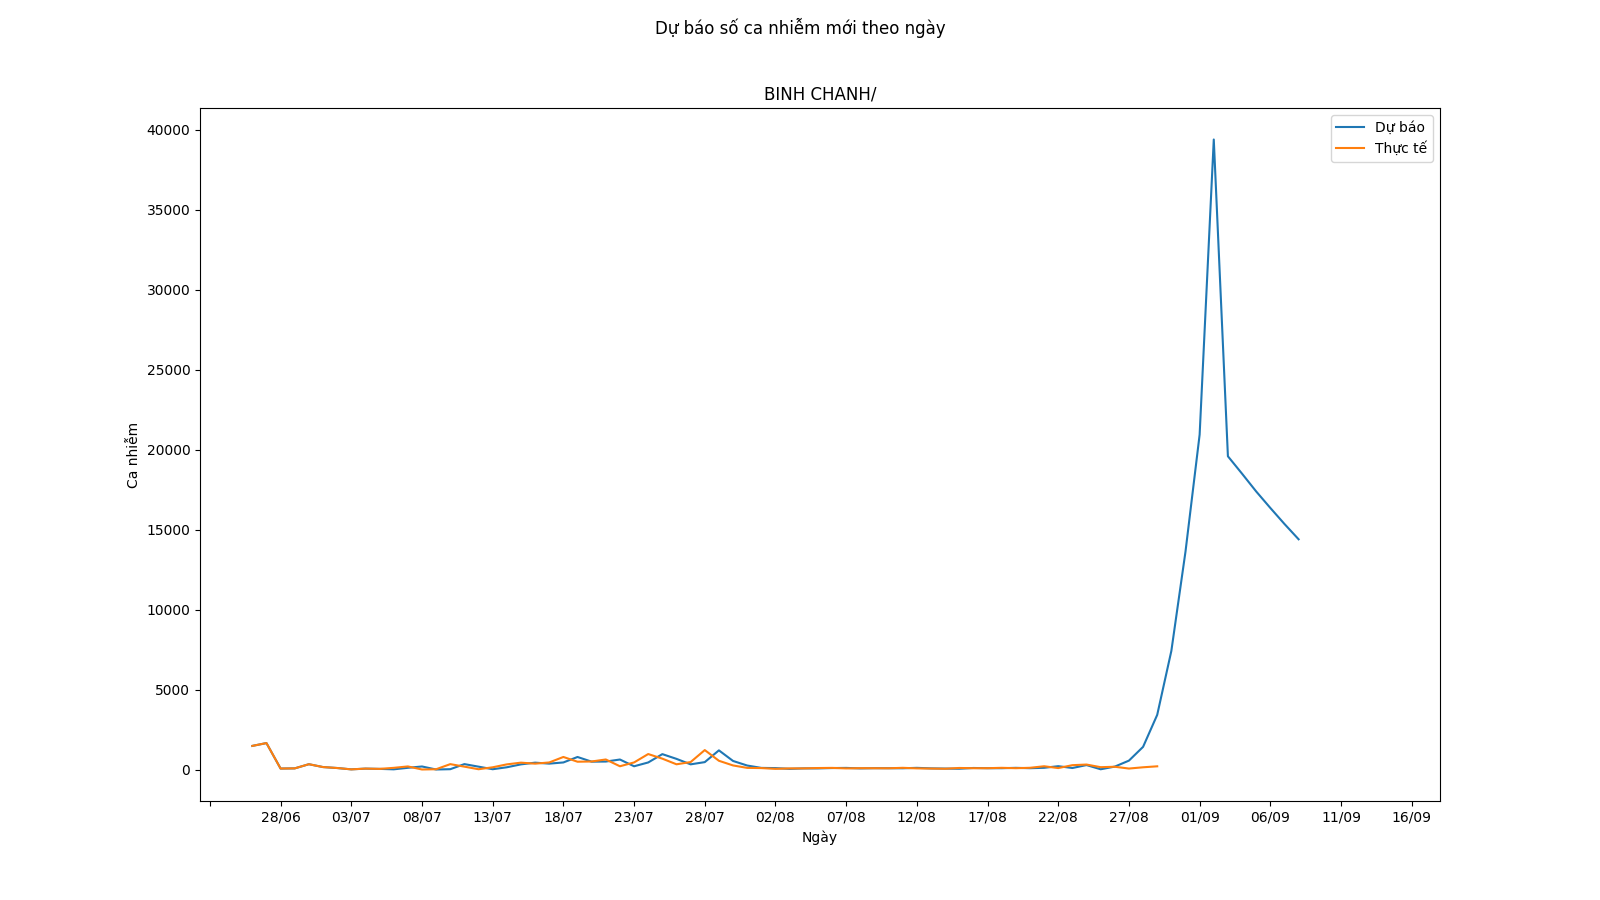 Dự báo số ca nhiễm mới theo ngày
BINH CHANH/
Dự báo
Thực tế
Ca nhiễm
40000
35000
30000
25000
20000
15000
10000
5000
0
28/06 03/07 08/07 13/07 18/07 23/07 28/07 02/08 07/08 12/08 17/08 22/08 27/08 01/09 06/09 11/09 16/09
Ngày